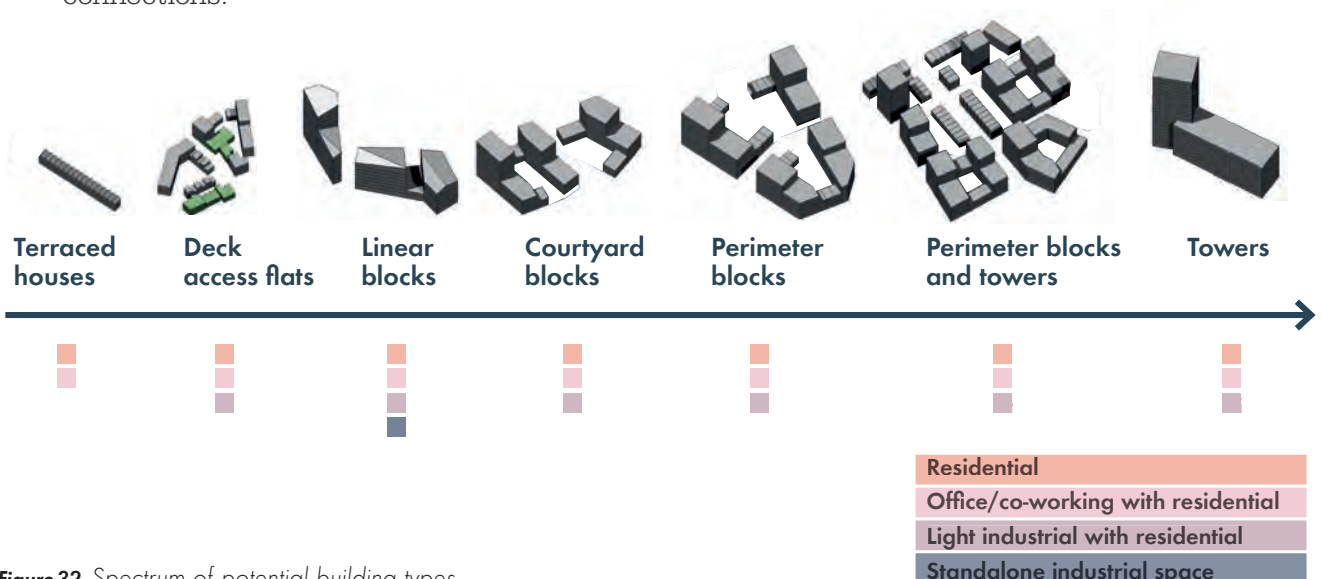 connections.
Terraced
houses
Deck
access flats
Linear
blocks
Courtyard
blocks
Perimeter
blocks
Perimeter blocks
and towers
Towers
Residential
Office/co-working with residential
Light industrial with residential
Standalone industrial space
Figure 32 Spectrum of potential building types